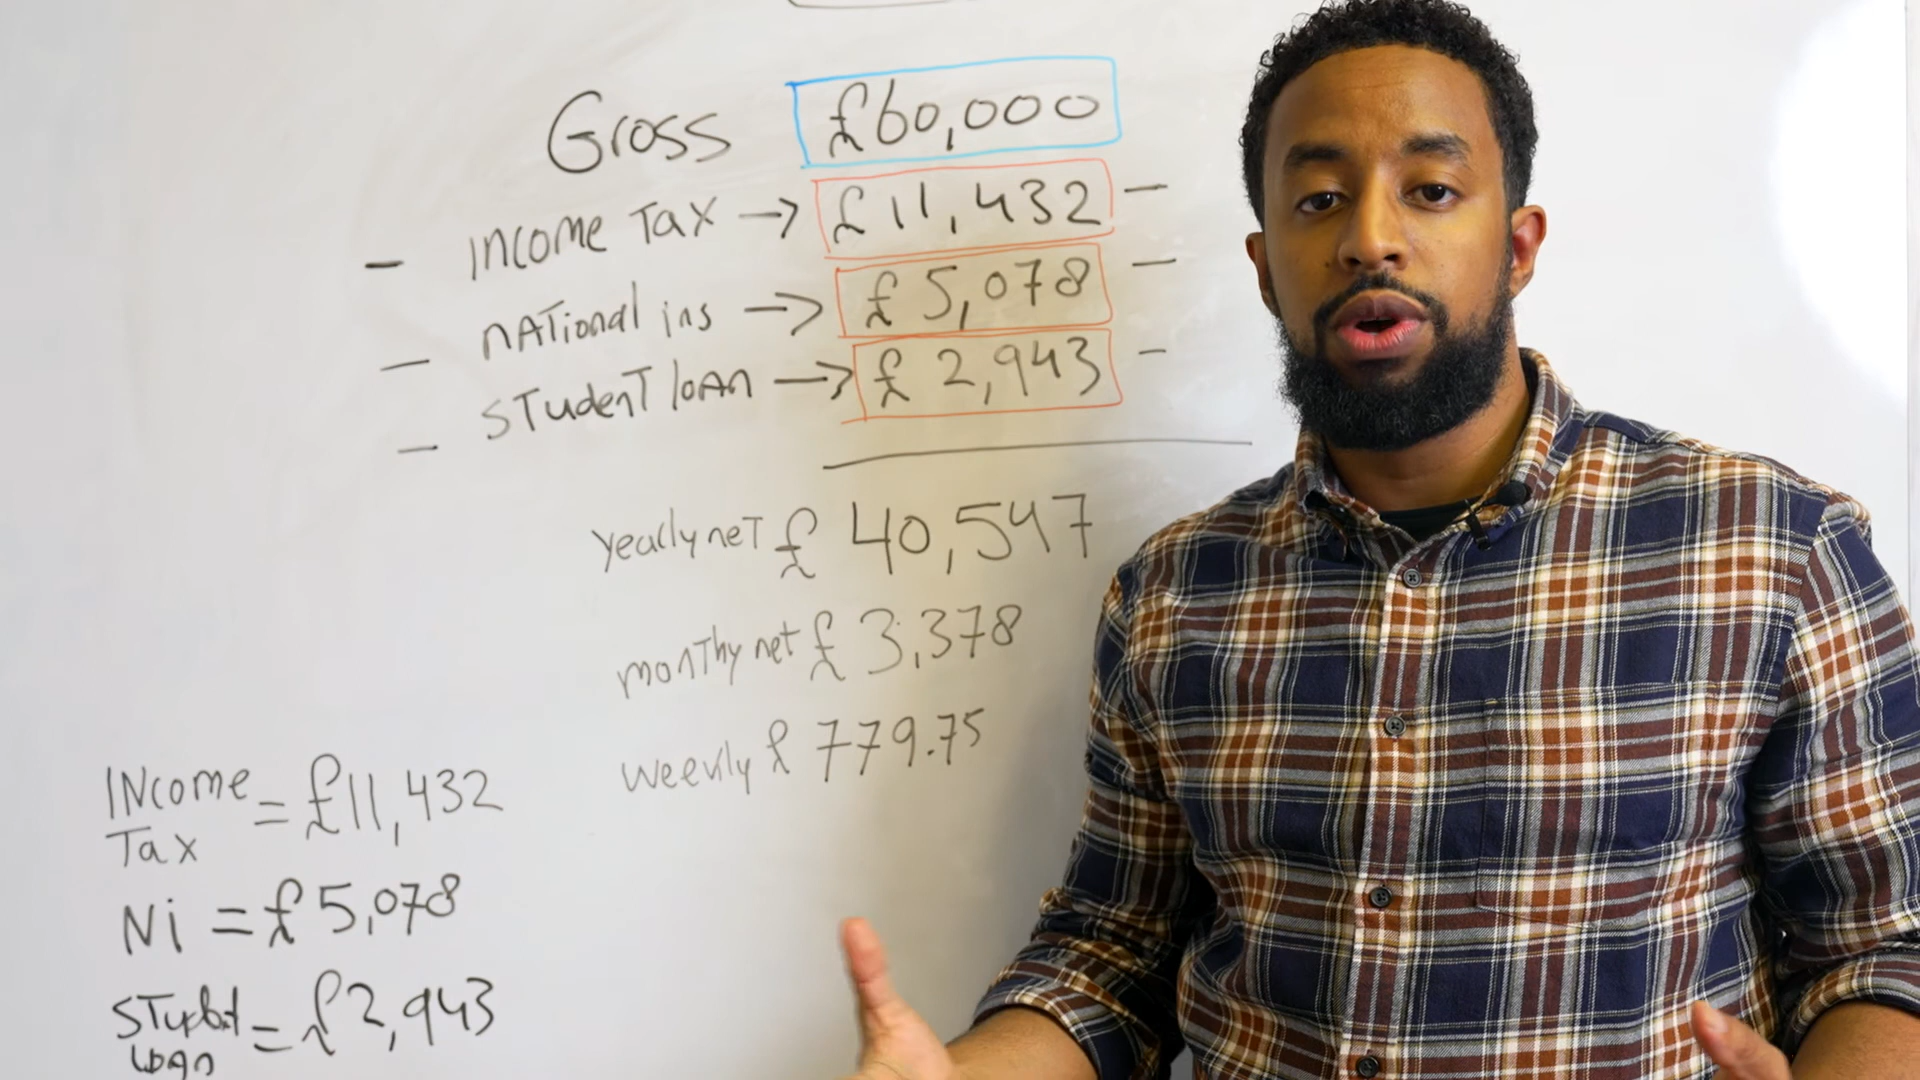 Gross £60,000
- Income Tax → £11,432 -
- National ins → £5,078 -
- Student loan → £2,943 -
yearly net £40,547
monthy net £3,378
weekly £779.75
Income Tax = £11,432
Ni = £5,078
Student loan = £2,943